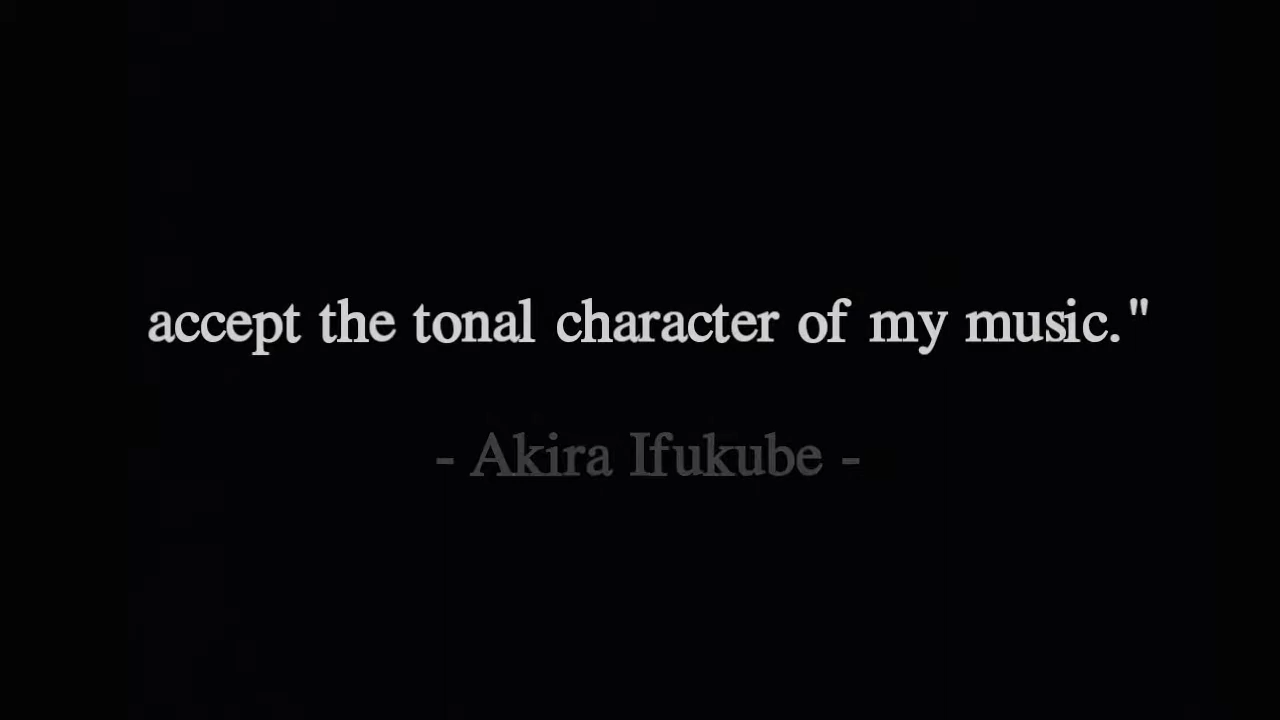 accept the tonal character of my music."
- Akira Ifukube -